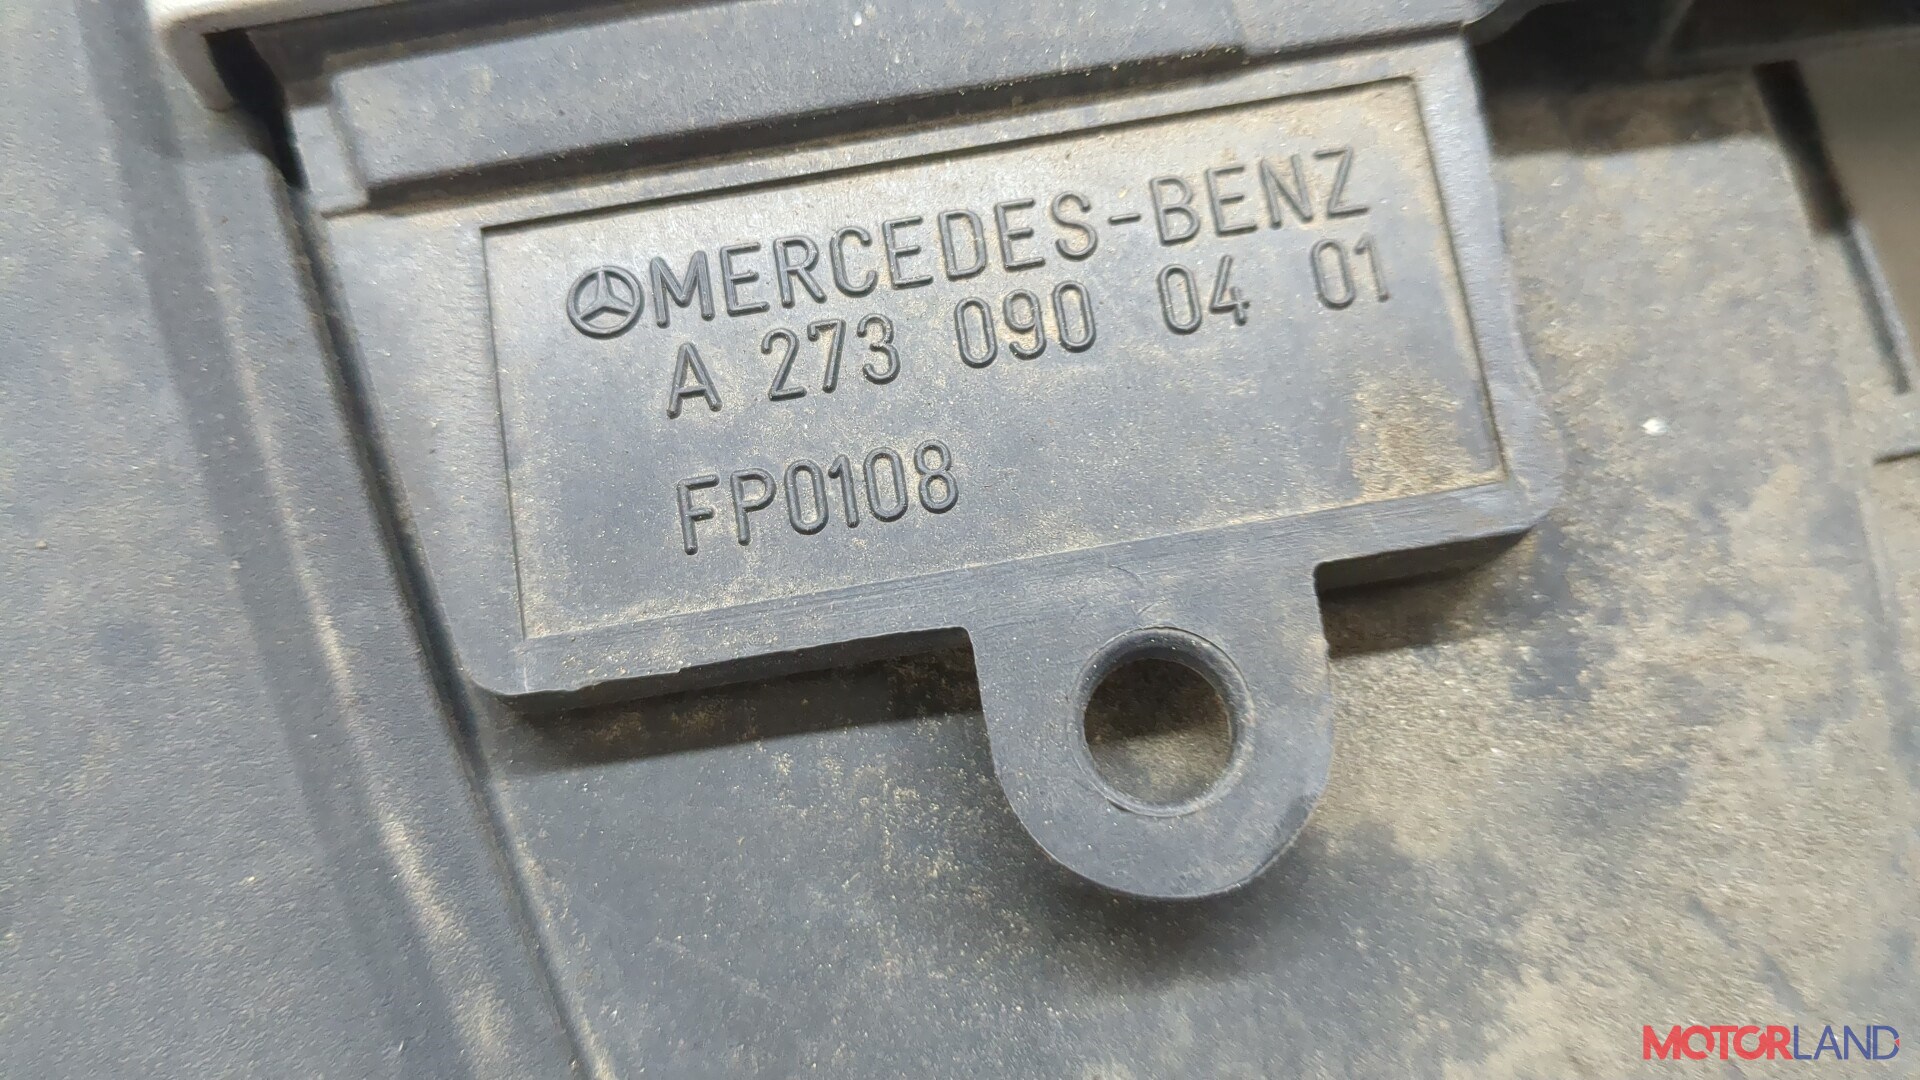 MERCEDES-BENZ
A 273 090 04 01
FP0108
MOTORLAND